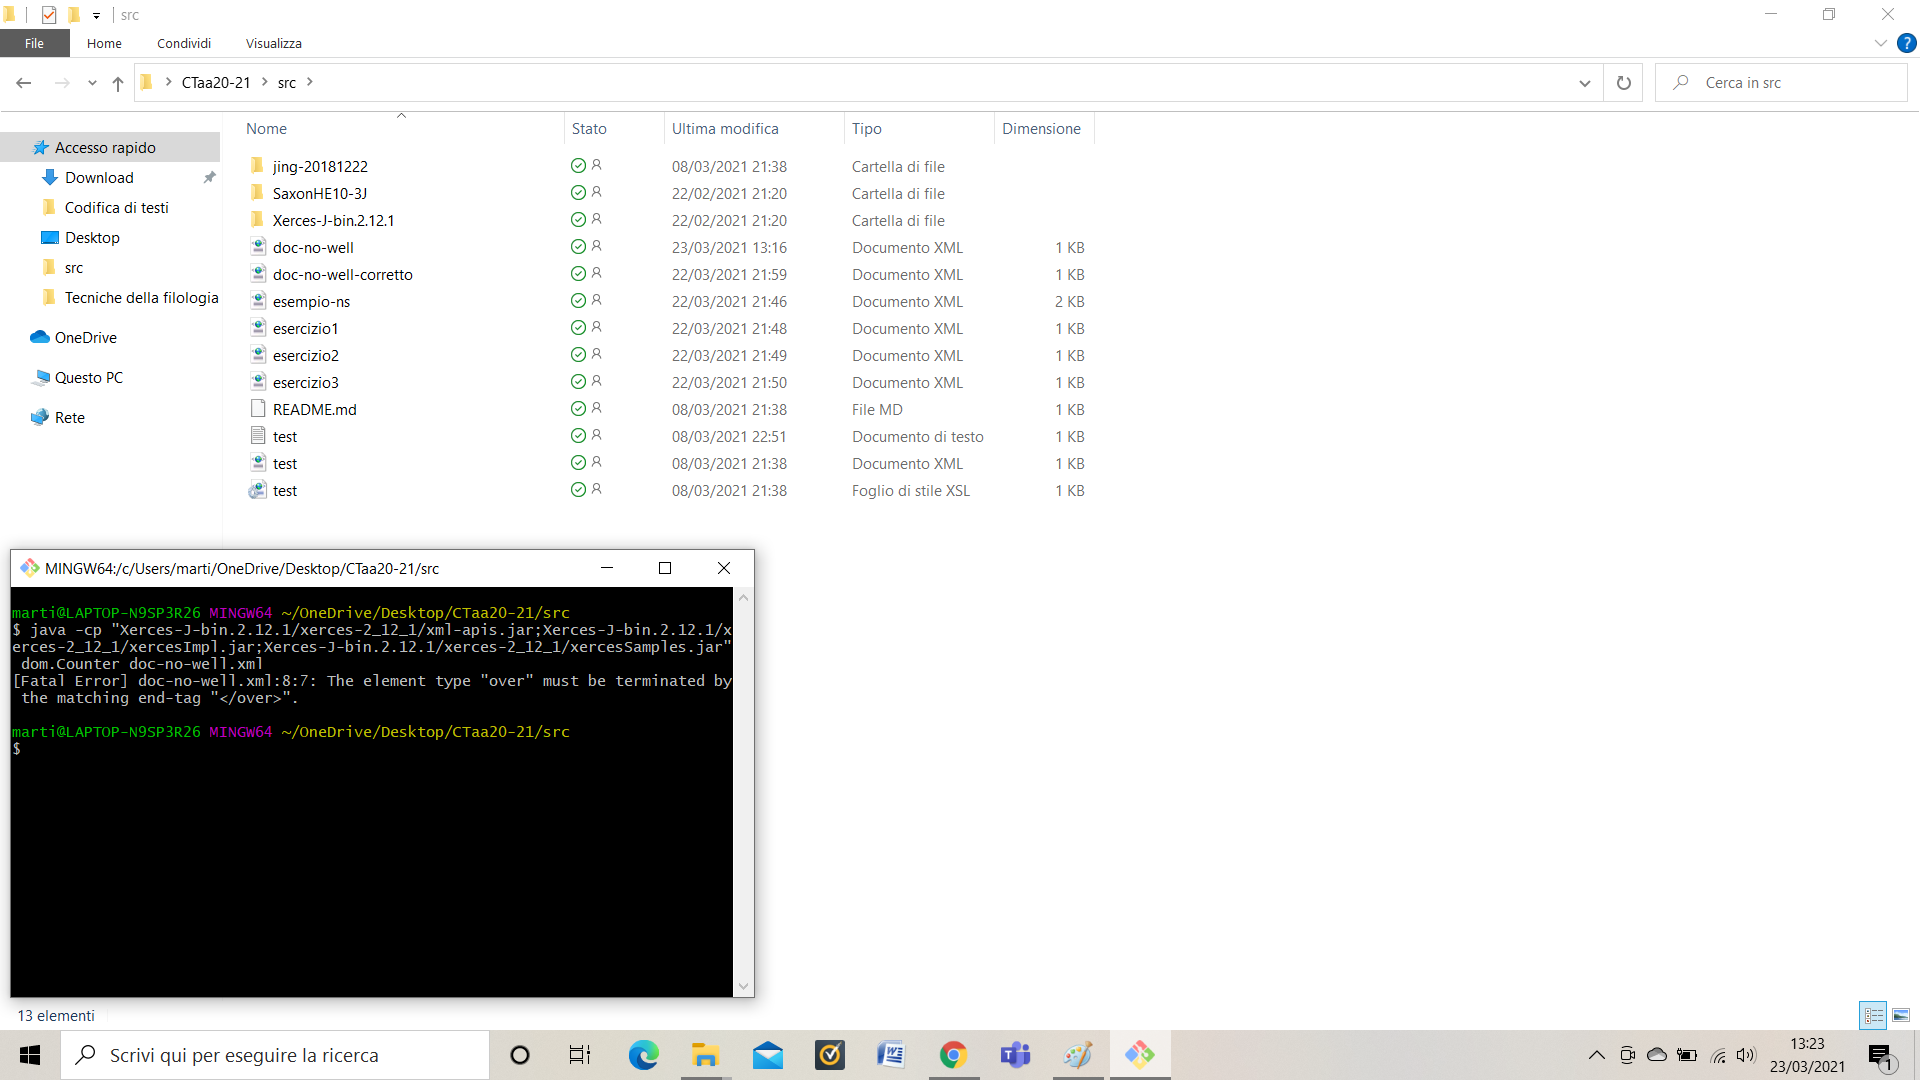 src
File Home Condividi Visualizza
CTaa20-21 src
Cerca in src
Nome Stato Ultima modifica Tipo Dimensione
Accesso rapido
Download
Codifica di testi
Desktop
src
Tecniche della filologia
OneDrive
Questo PC
Rete
jing-20181222 08/03/2021 21:38 Cartella di file
SaxonHE10-3J 22/02/2021 21:20 Cartella di file
Xerces-J-bin.2.12.1 22/02/2021 21:20 Cartella di file
doc-no-well 23/03/2021 13:16 Documento XML 1 KB
doc-no-well-corretto 22/03/2021 21:59 Documento XML 1 KB
esempio-ns 22/03/2021 21:46 Documento XML 2 KB
esercizio1 22/03/2021 21:48 Documento XML 1 KB
esercizio2 22/03/2021 21:49 Documento XML 1 KB
esercizio3 22/03/2021 21:50 Documento XML 1 KB
README.md 08/03/2021 21:38 File MD 1 KB
test 08/03/2021 22:51 Documento di testo 1 KB
test 08/03/2021 21:38 Documento XML 1 KB
test 08/03/2021 21:38 Foglio di stile XSL 1 KB
MINGW64:/c/Users/marti/OneDrive/Desktop/CTaa20-21/src
marti@LAPTOP-N9SP3R26 MINGW64 ~/OneDrive/Desktop/CTaa20-21/src
$ java -cp "Xerces-J-bin.2.12.1/xerces-2_12_1/xml-apis.jar;Xerces-J-bin.2.12.1/x
erces-2_12_1/xercesImpl.jar;Xerces-J-bin.2.12.1/xerces-2_12_1/xercesSamples.jar"
dom.Counter doc-no-well.xml
[Fatal Error] doc-no-well.xml:8:7: The element type "over" must be terminated by
the matching end-tag "</over>".
marti@LAPTOP-N9SP3R26 MINGW64 ~/OneDrive/Desktop/CTaa20-21/src
$
13 elementi
Scrivi qui per eseguire la ricerca
13:23
23/03/2021
1